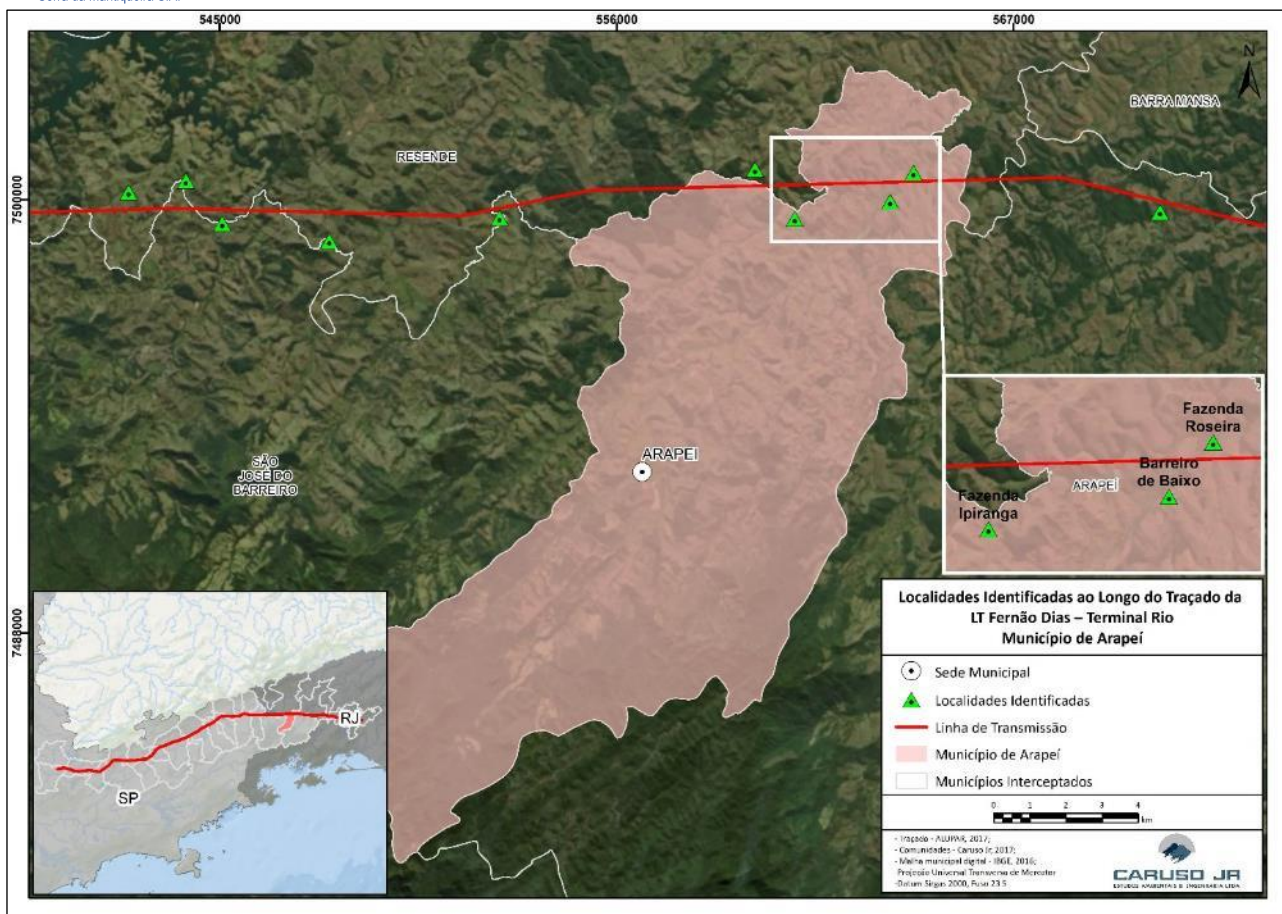 545000
556000
567000
N
BARRA MANSA
RESENDE
7500000
ARAPEÍ
SÃO
JOSÉ DO
BARREIRO
7488000
Fazenda
Roseira
Barreiro
de Baixo
ARAPEÍ
Fazenda
Ipiranga
RJ
SP
Localidades Identificadas ao Longo do Traçado da
LT Fernão Dias – Terminal Rio
Município de Arapeí
Sede Municipal
Localidades Identificadas
Linha de Transmissão
Município de Arapeí
Municípios Interceptados
0 1 2 3 4
km
- Traçado - ALUPAR, 2017;
- Comunidades - Caruso Jr, 2017;
- Malha municipal digital - IBGE, 2016;
Projeção Universal Transversa de Mercator
-Datum Sirgas 2000, Fuso 23 S
CARUSO JR
ESTUDOS AMBIENTAIS & ENGENHARIA LTDA.